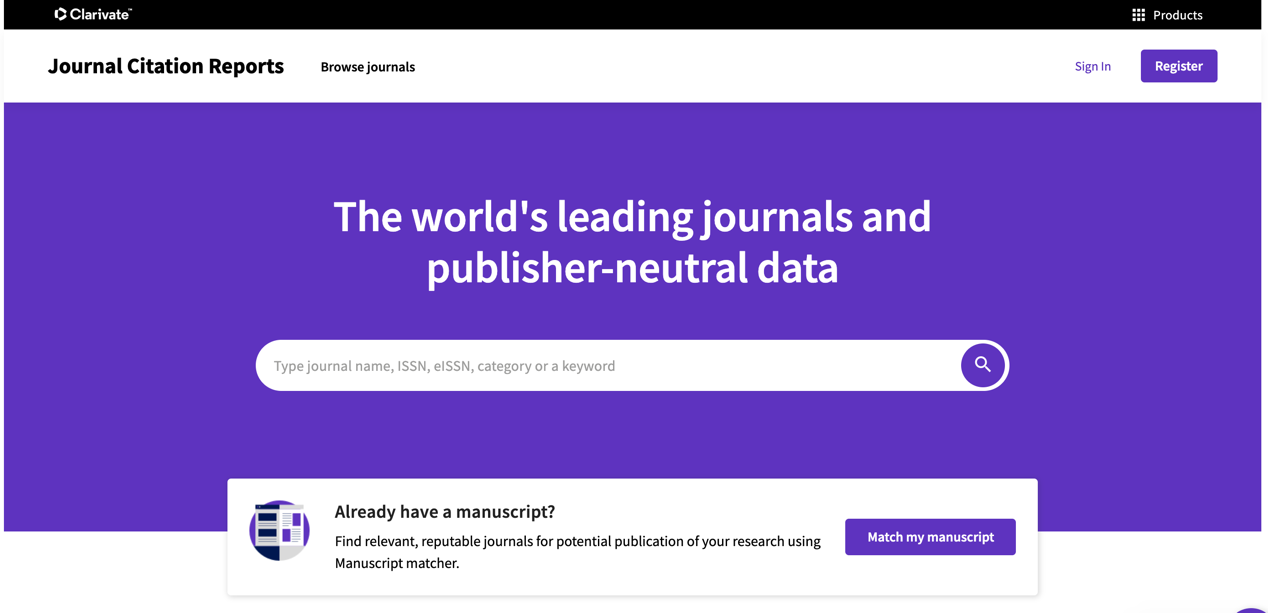 Clarivate™
Products
Journal Citation Reports
Browse journals
Sign In
Register
The world's leading journals and
publisher-neutral data
Type journal name, ISSN, eISSN, category or a keyword
Already have a manuscript?
Find relevant, reputable journals for potential publication of your research using
Manuscript matcher.
Match my manuscript